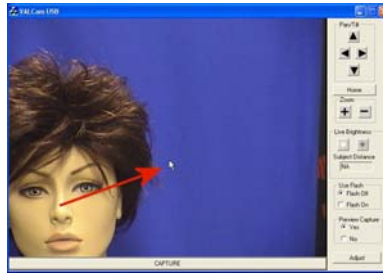 VALCam USB
Pan/Tilt
Home
Zoom
Live Brightness
Subject Distance
NA
Use Flash
Flash Off
Flash On
Preview Capture
Yes
No
CAPTURE
Adjust